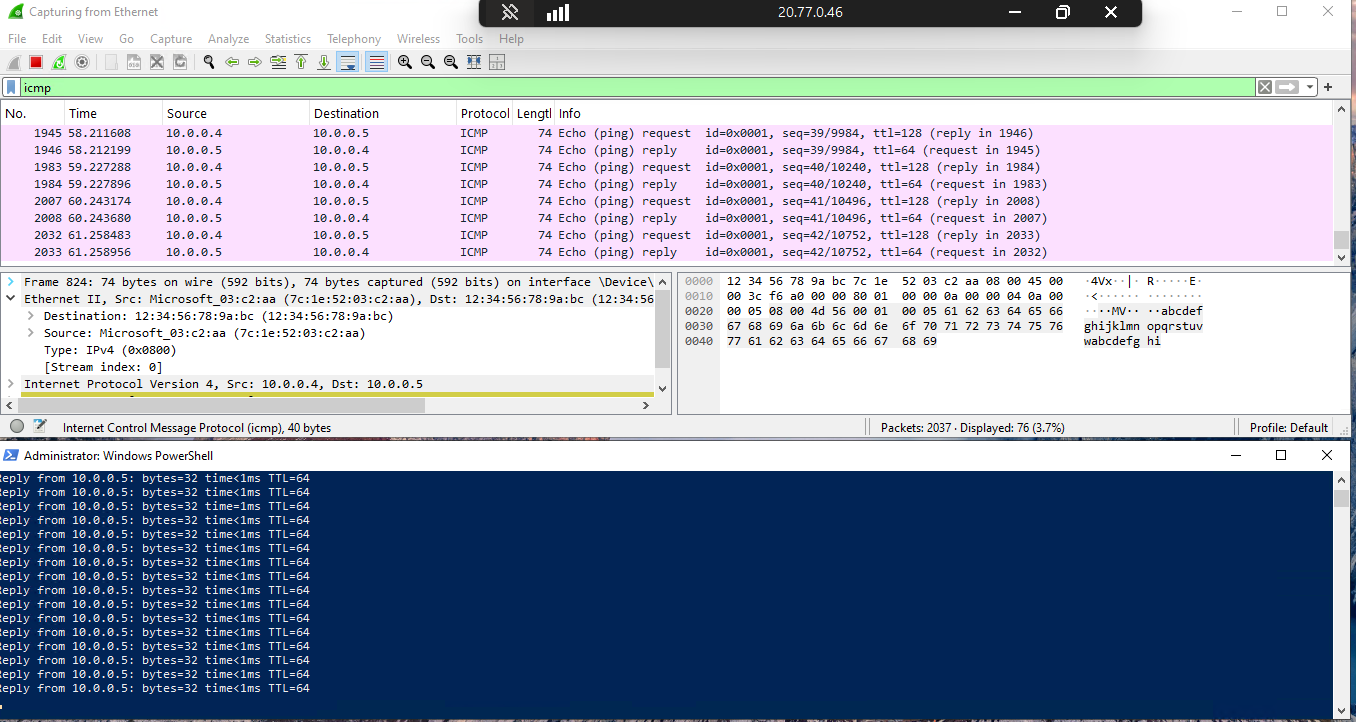 Capturing from Ethernet
20.77.0.46
File Edit View Go Capture Analyze Statistics Telephony Wireless Tools Help
icmp
No. Time Source Destination Protocol Lengtl Info
1945 58.211608 10.0.0.4 10.0.0.5 ICMP 74 Echo (ping) request id=0x0001, seq=39/9984, ttl=128 (reply in 1946)
1946 58.212199 10.0.0.5 10.0.0.4 ICMP 74 Echo (ping) reply id=0x0001, seq=39/9984, ttl=64 (request in 1945)
1983 59.227288 10.0.0.4 10.0.0.5 ICMP 74 Echo (ping) request id=0x0001, seq=40/10240, ttl=128 (reply in 1984)
1984 59.227896 10.0.0.5 10.0.0.4 ICMP 74 Echo (ping) reply id=0x0001, seq=40/10240, ttl=64 (request in 1983)
2007 60.243174 10.0.0.4 10.0.0.5 ICMP 74 Echo (ping) request id=0x0001, seq=41/10496, ttl=128 (reply in 2008)
2008 60.243680 10.0.0.5 10.0.0.4 ICMP 74 Echo (ping) reply id=0x0001, seq=41/10496, ttl=64 (request in 2007)
2032 61.258483 10.0.0.4 10.0.0.5 ICMP 74 Echo (ping) request id=0x0001, seq=42/10752, ttl=128 (reply in 2033)
2033 61.258956 10.0.0.5 10.0.0.4 ICMP 74 Echo (ping) reply id=0x0001, seq=42/10752, ttl=64 (request in 2032)
Frame 824: 74 bytes on wire (592 bits), 74 bytes captured (592 bits) on interface \Device\
Ethernet II, Src: Microsoft_03:c2:aa (7c:1e:52:03:c2:aa), Dst: 12:34:56:78:9a:bc (12:34:56
Destination: 12:34:56:78:9a:bc (12:34:56:78:9a:bc)
Source: Microsoft_03:c2:aa (7c:1e:52:03:c2:aa)
Type: IPv4 (0x0800)
[Stream index: 0]
Internet Protocol Version 4, Src: 10.0.0.4, Dst: 10.0.0.5
0000 12 34 56 78 9a bc 7c 1e 52 03 c2 aa 08 00 45 00 ·4Vx··|· R·····E·
0010 00 3c f6 a0 00 00 80 01 00 00 0a 00 00 04 0a 00 ·<······ ········
0020 00 05 08 00 4d 56 00 01 00 05 61 62 63 64 65 66 ····MV·· ··abcdef
0030 67 68 69 6a 6b 6c 6d 6e 6f 70 71 72 73 74 75 76 ghijklmn opqrstuv
0040 77 61 62 63 64 65 66 67 68 69 wabcdefg hi
Internet Control Message Protocol (icmp), 40 bytes
Packets: 2037 · Displayed: 76 (3.7%)
Profile: Default
Administrator: Windows PowerShell
Reply from 10.0.0.5: bytes=32 time<1ms TTL=64
Reply from 10.0.0.5: bytes=32 time<1ms TTL=64
Reply from 10.0.0.5: bytes=32 time=1ms TTL=64
Reply from 10.0.0.5: bytes=32 time<1ms TTL=64
Reply from 10.0.0.5: bytes=32 time<1ms TTL=64
Reply from 10.0.0.5: bytes=32 time<1ms TTL=64
Reply from 10.0.0.5: bytes=32 time<1ms TTL=64
Reply from 10.0.0.5: bytes=32 time<1ms TTL=64
Reply from 10.0.0.5: bytes=32 time<1ms TTL=64
Reply from 10.0.0.5: bytes=32 time<1ms TTL=64
Reply from 10.0.0.5: bytes=32 time<1ms TTL=64
Reply from 10.0.0.5: bytes=32 time<1ms TTL=64
Reply from 10.0.0.5: bytes=32 time<1ms TTL=64
Reply from 10.0.0.5: bytes=32 time<1ms TTL=64
Reply from 10.0.0.5: bytes=32 time<1ms TTL=64
Reply from 10.0.0.5: bytes=32 time<1ms TTL=64